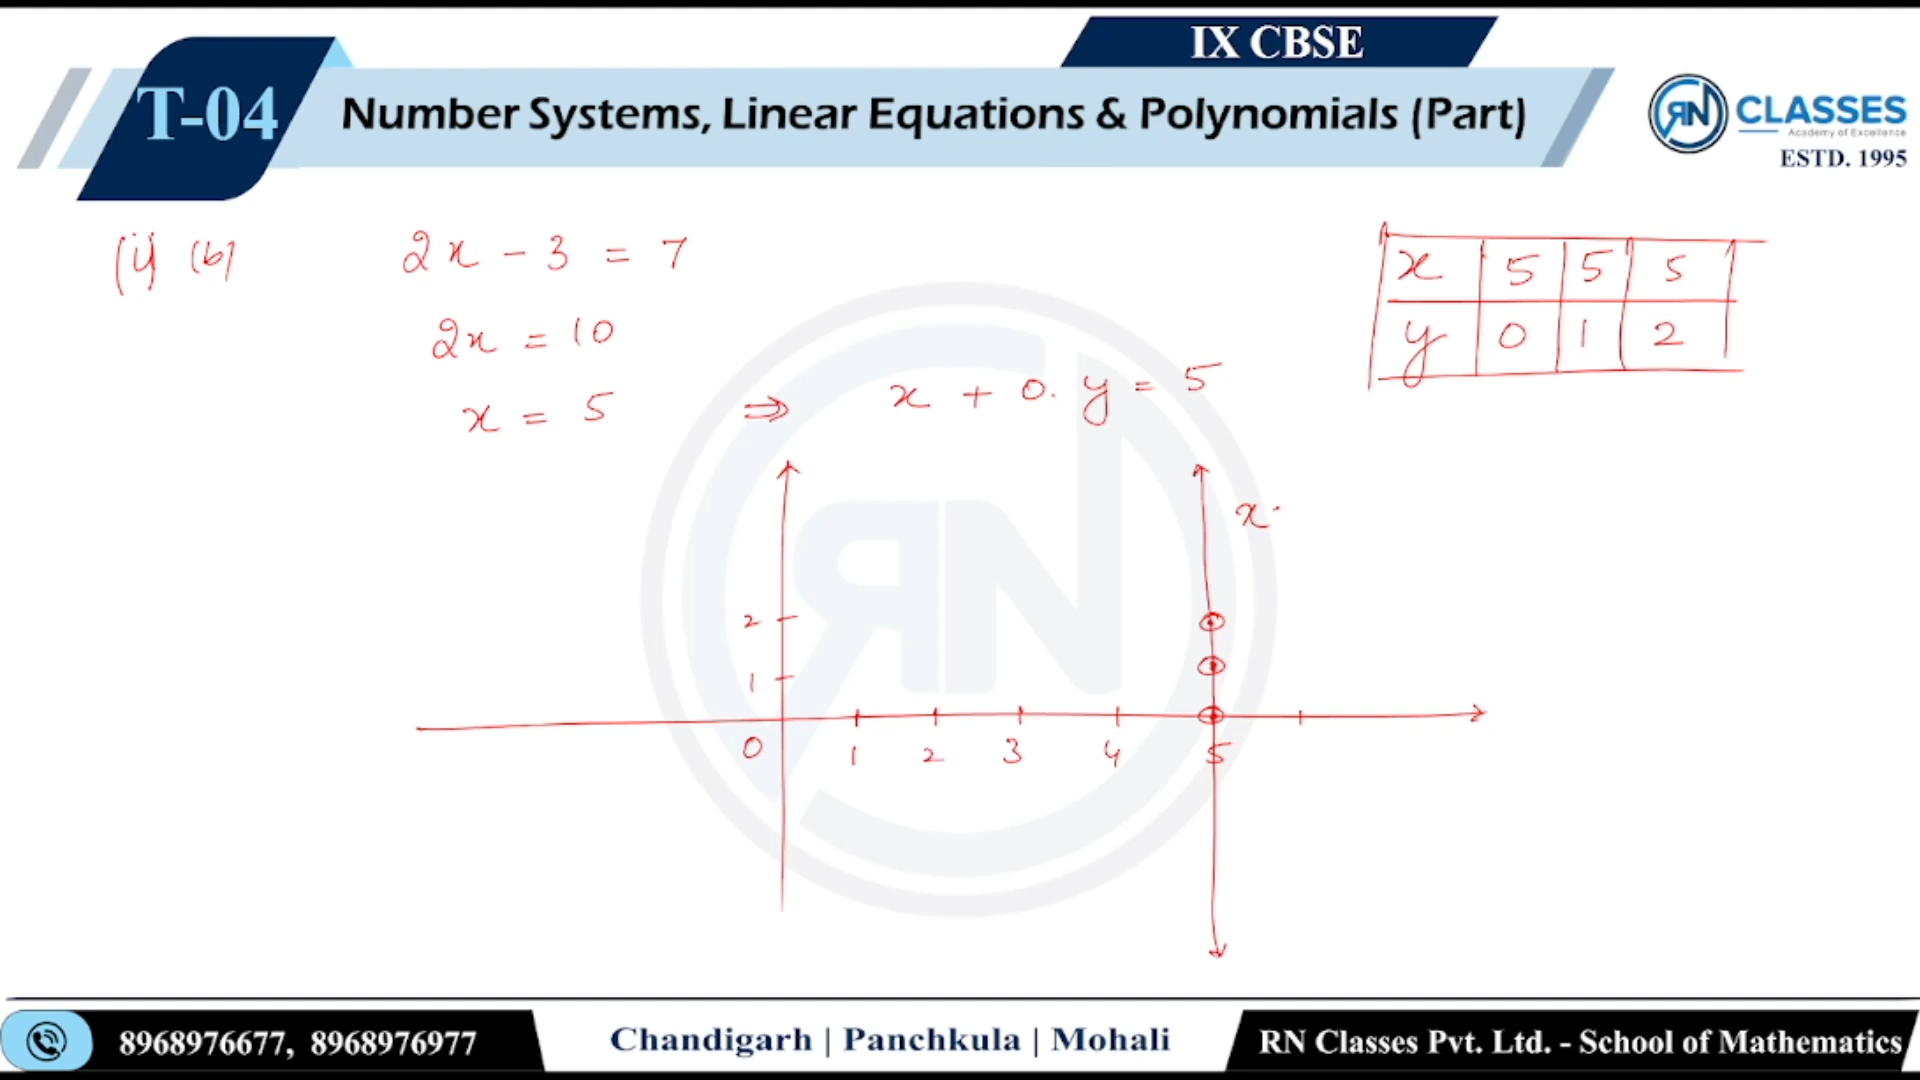 IX CBSE
T-04
Number Systems, Linear Equations & Polynomials (Part)
RN CLASSES
Academy of Excellence
ESTD. 1995
(i) (b) 2x - 3 = 7
2x = 10
x = 5 ⇒ x + 0. y = 5
x 5 5 5
y 0 1 2
x
2
1
0 1 2 3 4 5
RN
8968976677, 8968976977
Chandigarh | Panchkula | Mohali
RN Classes Pvt. Ltd. - School of Mathematics